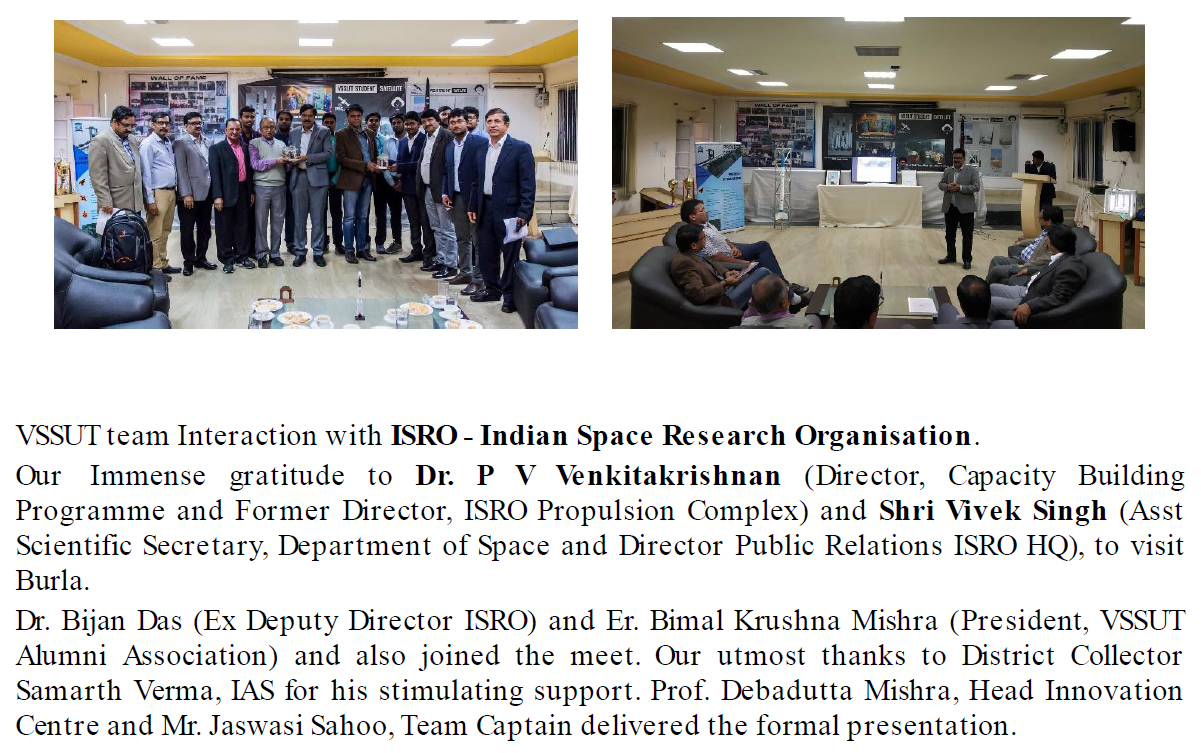 WALL OF FAME
VSSUT STUDENT SATELLITE
WALL OF FAME
VSSUT team Interaction with ISRO - Indian Space Research Organisation.
Our Immense gratitude to Dr. P V Venkitakrishnan (Director, Capacity Building
Programme and Former Director, ISRO Propulsion Complex) and Shri Vivek Singh (Asst
Scientific Secretary, Department of Space and Director Public Relations ISRO HQ), to visit
Burla.
Dr. Bijan Das (Ex Deputy Director ISRO) and Er. Bimal Krushna Mishra (President, VSSUT
Alumni Association) and also joined the meet. Our utmost thanks to District Collector
Samarth Verma, IAS for his stimulating support. Prof. Debadutta Mishra, Head Innovation
Centre and Mr. Jaswasi Sahoo, Team Captain delivered the formal presentation.